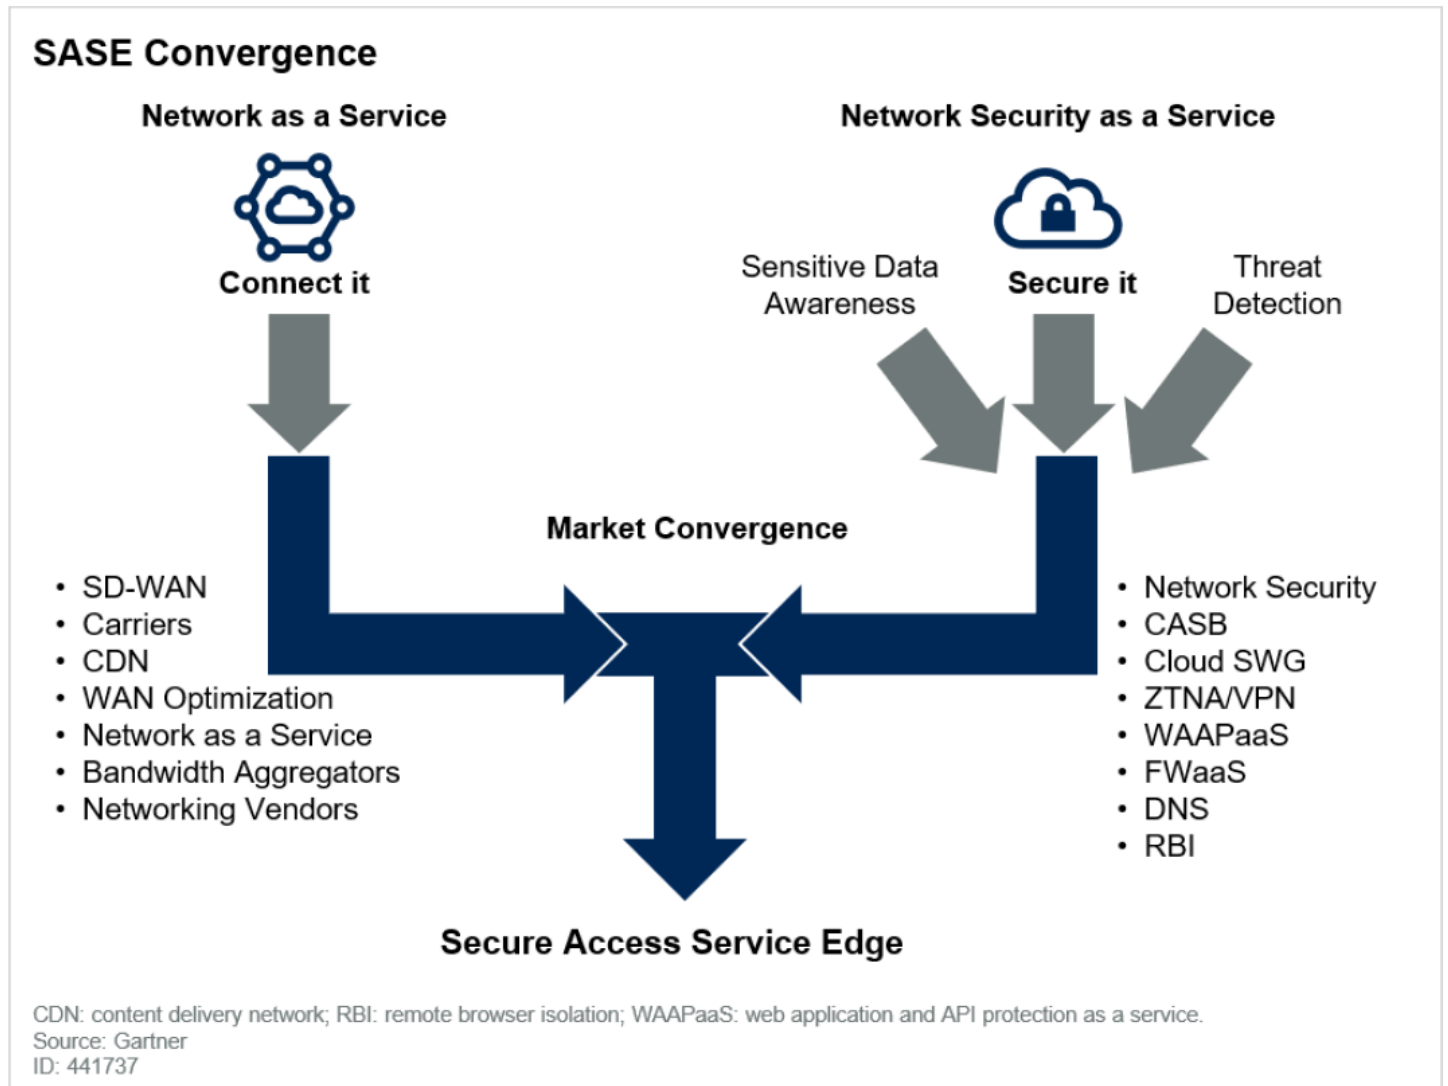 SASE Convergence
Network as a Service
Connect it
Network Security as a Service
Sensitive Data
Awareness
Secure it
Threat
Detection
Market Convergence
• SD-WAN
• Carriers
• CDN
• WAN Optimization
• Network as a Service
• Bandwidth Aggregators
• Networking Vendors
• Network Security
• CASB
• Cloud SWG
• ZTNA/VPN
• WAAPaaS
• FWaaS
• DNS
• RBI
Secure Access Service Edge
CDN: content delivery network; RBI: remote browser isolation; WAAPaaS: web application and API protection as a service.
Source: Gartner
ID: 441737